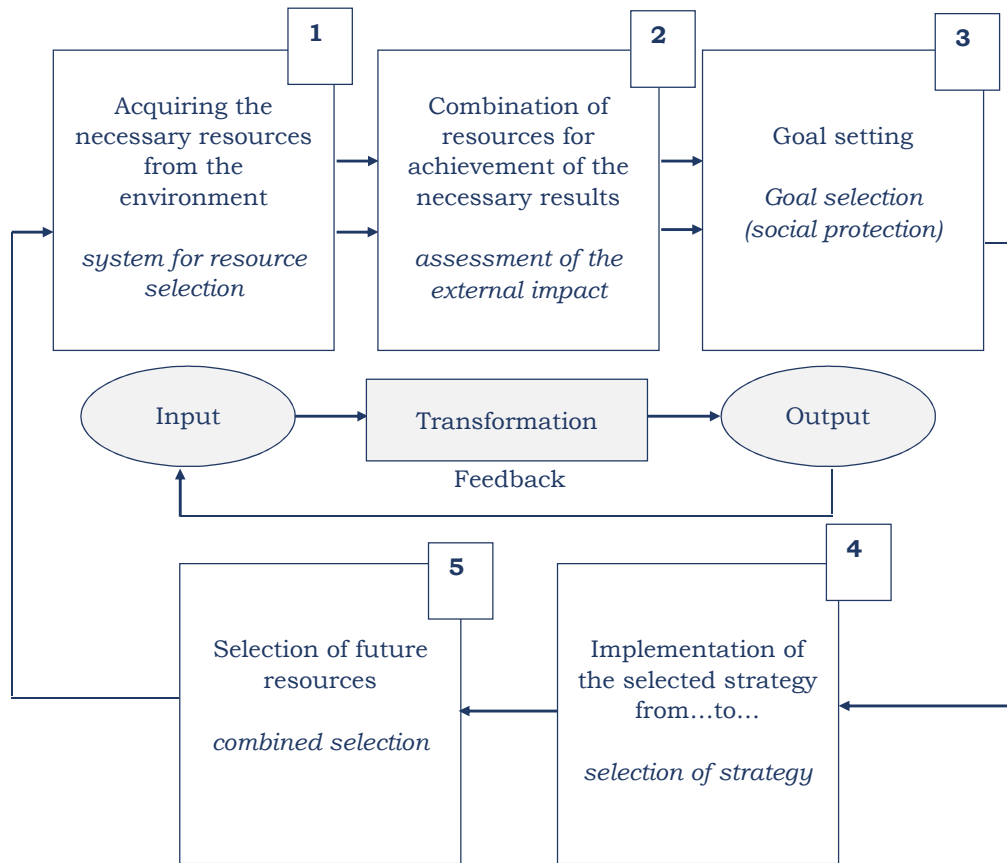 1
Acquiring the
necessary resources
from the
environment
system for resource
selection
2
Combination of
resources for
achievement of the
necessary results
assessment of the
external impact
3
Goal setting
Goal selection
(social protection)
Input
Transformation
Output
Feedback
5
Selection of future
resources
combined selection
4
Implementation of
the selected strategy
from…to…
selection of strategy